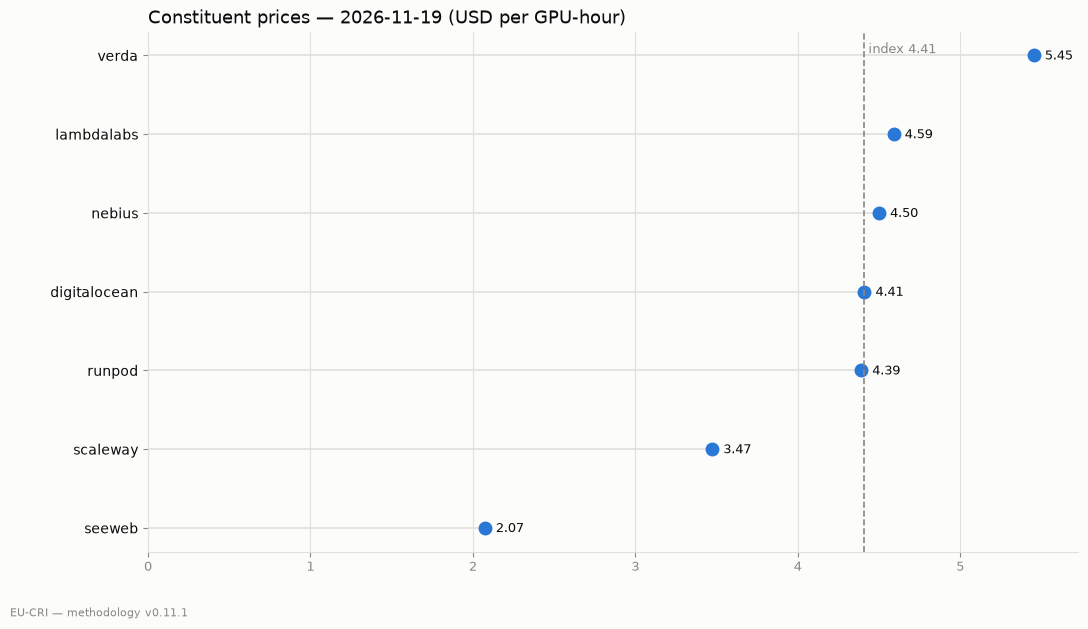 Constituent prices — 2026-11-19 (USD per GPU-hour)
index 4.41
verda 5.45
lambdalabs 4.59
nebius 4.50
digitalocean 4.41
runpod 4.39
scaleway 3.47
seeweb 2.07
0 1 2 3 4 5
EU-CRI — methodology v0.11.1